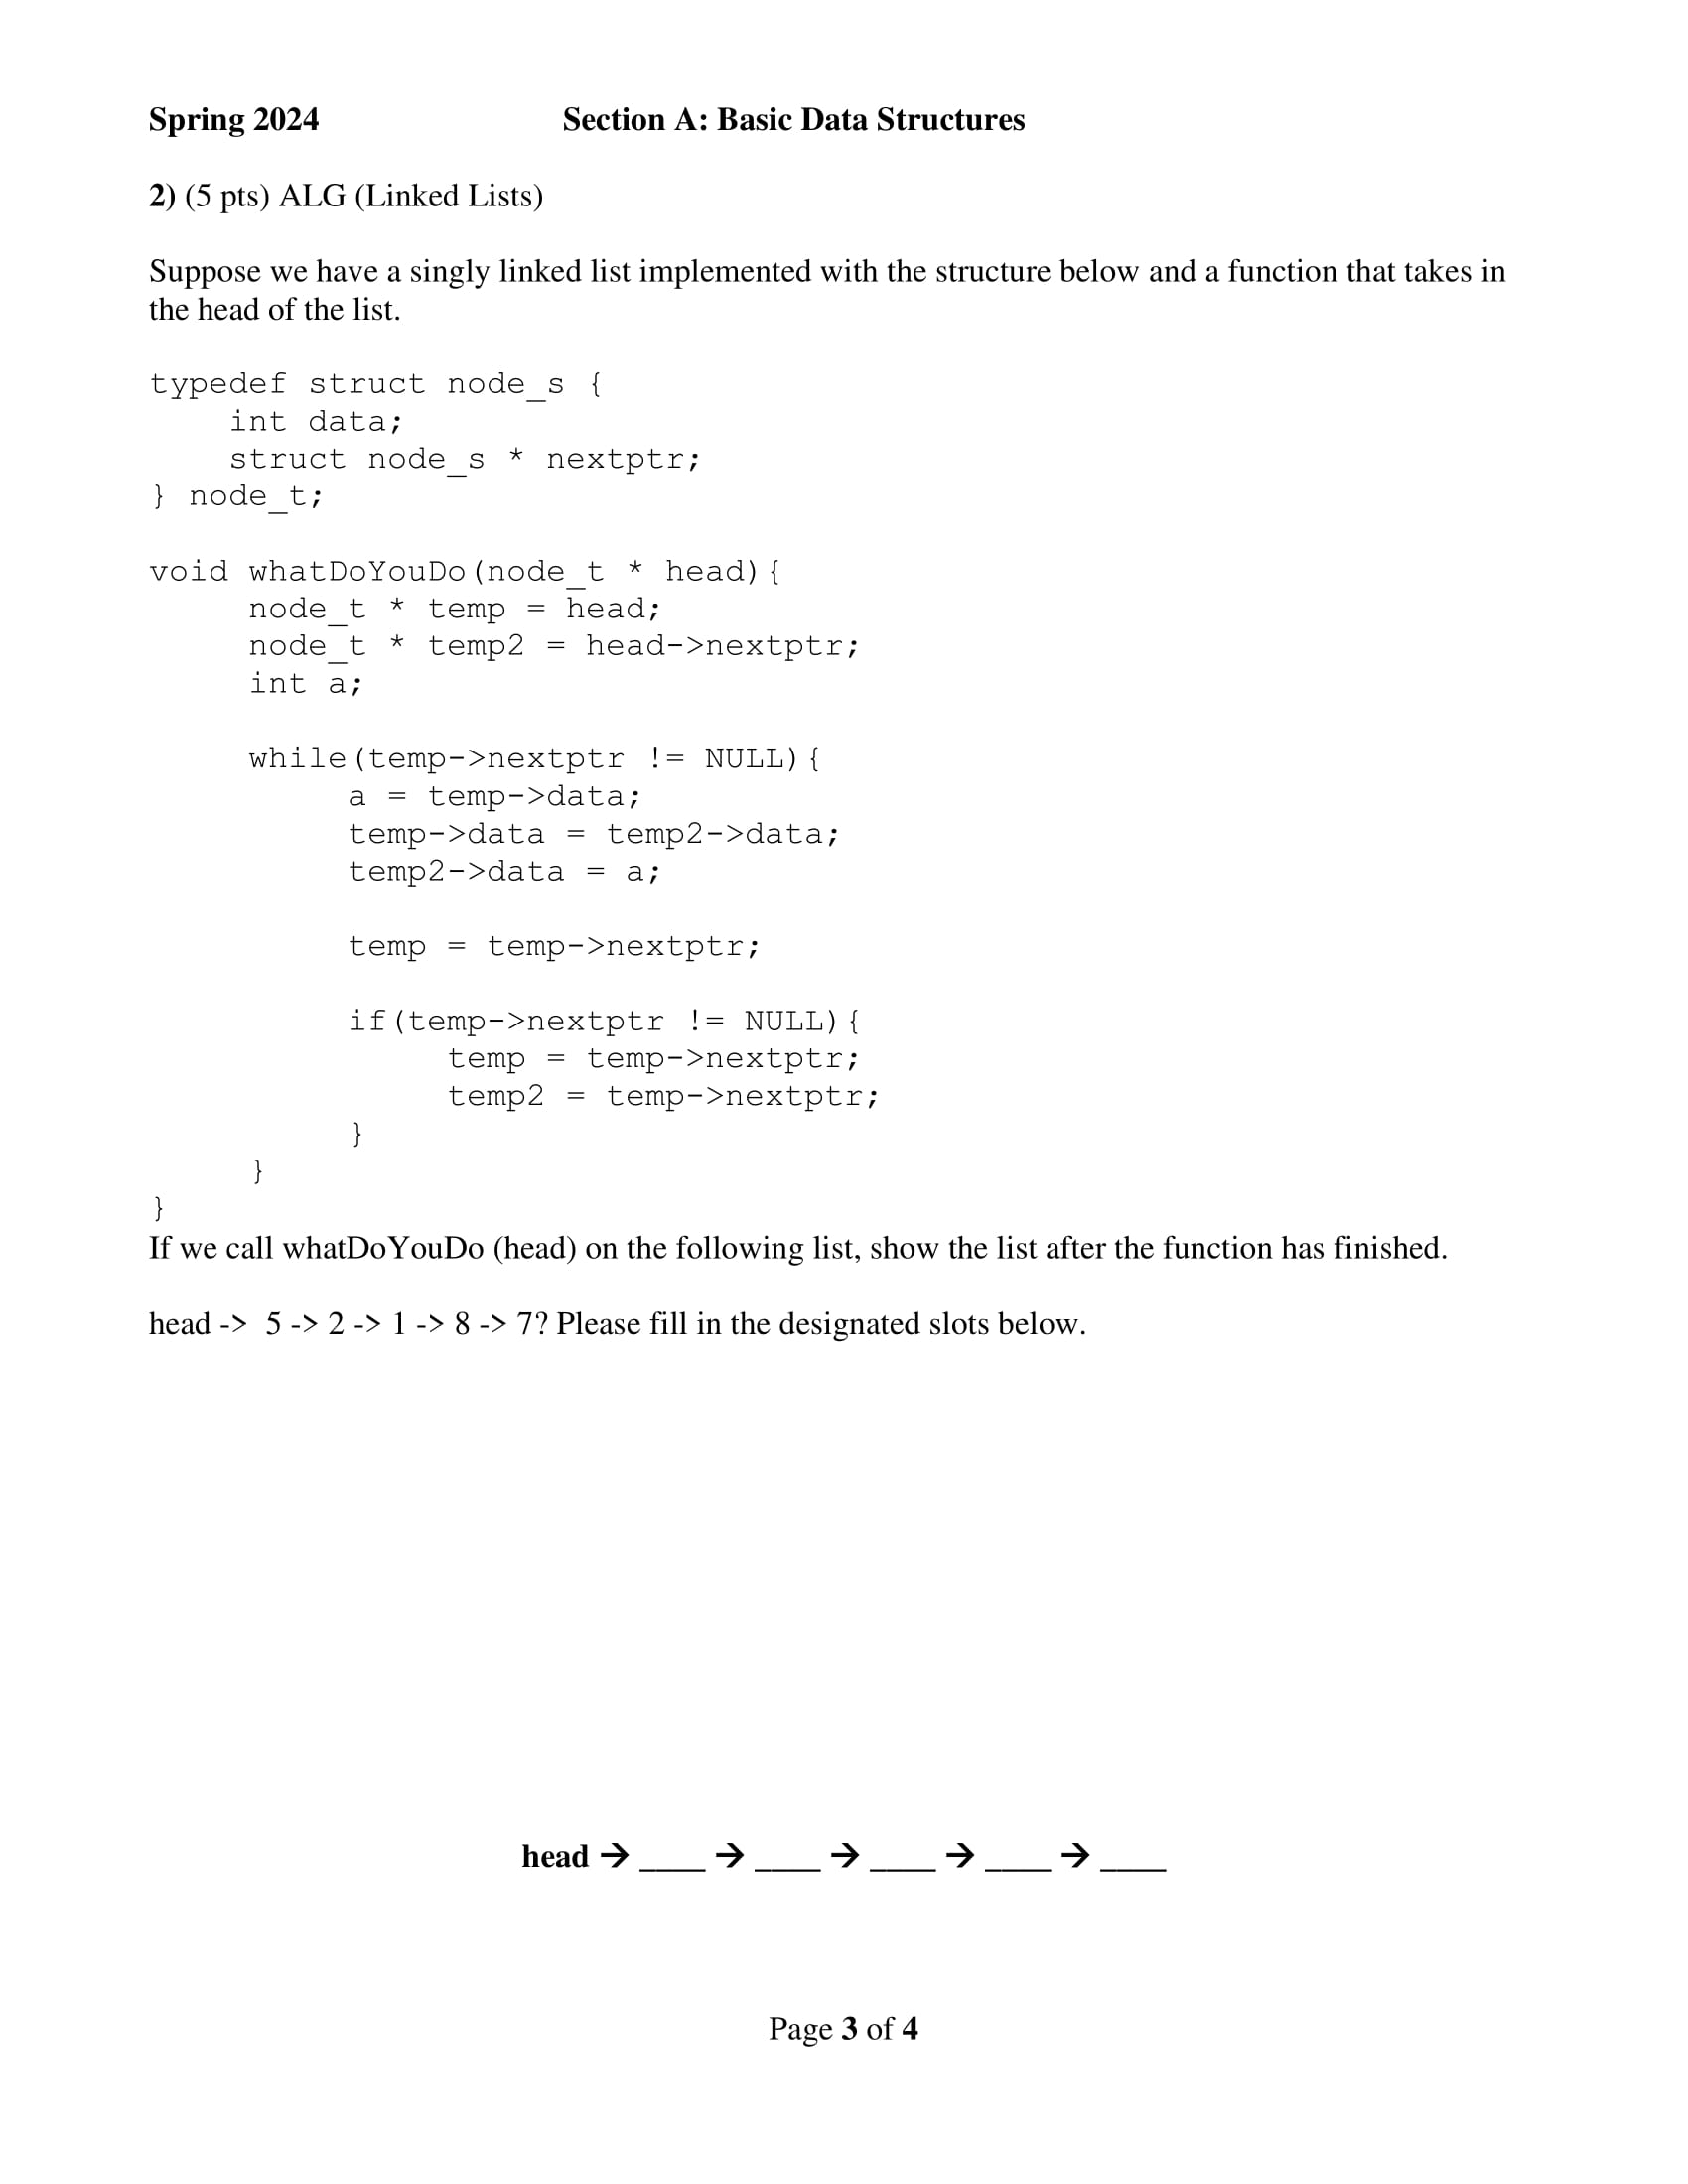 Spring 2024 Section A: Basic Data Structures
2) (5 pts) ALG (Linked Lists)
Suppose we have a singly linked list implemented with the structure below and a function that takes in
the head of the list.
typedef struct node_s {
    int data;
    struct node_s * nextptr;
} node_t;
void whatDoYouDo(node_t * head){
     node_t * temp = head;
     node_t * temp2 = head->nextptr;
     int a;
     while(temp->nextptr != NULL){
          a = temp->data;
          temp->data = temp2->data;
          temp2->data = a;
          temp = temp->nextptr;
          if(temp->nextptr != NULL){
               temp = temp->nextptr;
               temp2 = temp->nextptr;
          }
     }
}
If we call whatDoYouDo (head) on the following list, show the list after the function has finished.
head -> 5 -> 2 -> 1 -> 8 -> 7? Please fill in the designated slots below.
head → ____ → ____ → ____ → ____ → ____
Page 3 of 4